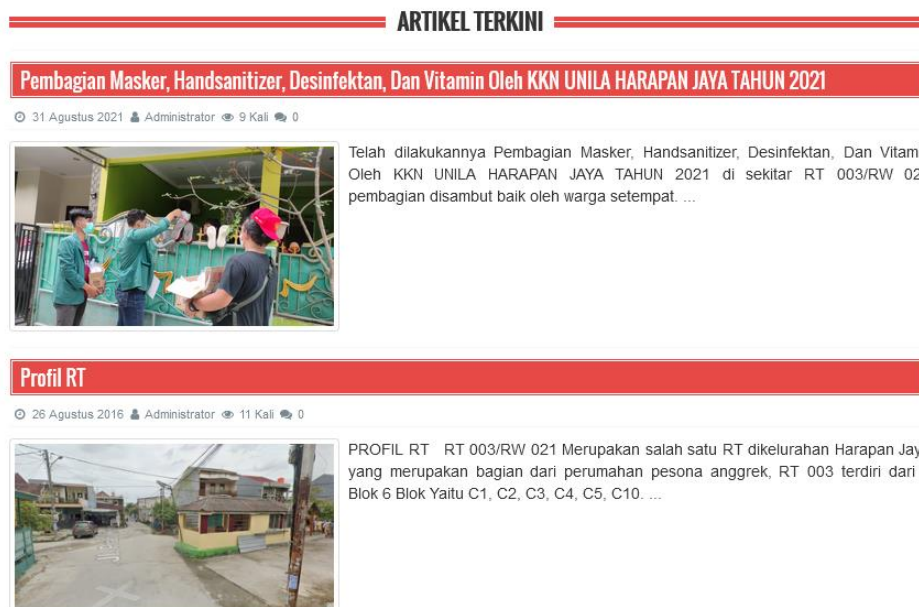 ARTIKEL TERKINI
Pembagian Masker, Handsanitizer, Desinfektan, Dan Vitamin Oleh KKN UNILA HARAPAN JAYA TAHUN 2021
31 Agustus 2021 Administrator 9 Kali 0
Telah dilakukannya Pembagian Masker, Handsanitizer, Desinfektan, Dan Vitam
Oleh KKN UNILA HARAPAN JAYA TAHUN 2021 di sekitar RT 003/RW 02
pembagian disambut baik oleh warga setempat. ...
Profil RT
26 Agustus 2016 Administrator 11 Kali 0
PROFIL RT RT 003/RW 021 Merupakan salah satu RT dikelurahan Harapan Jay
yang merupakan bagian dari perumahan pesona anggrek, RT 003 terdiri dari
Blok 6 Blok Yaitu C1, C2, C3, C4, C5, C10. ...